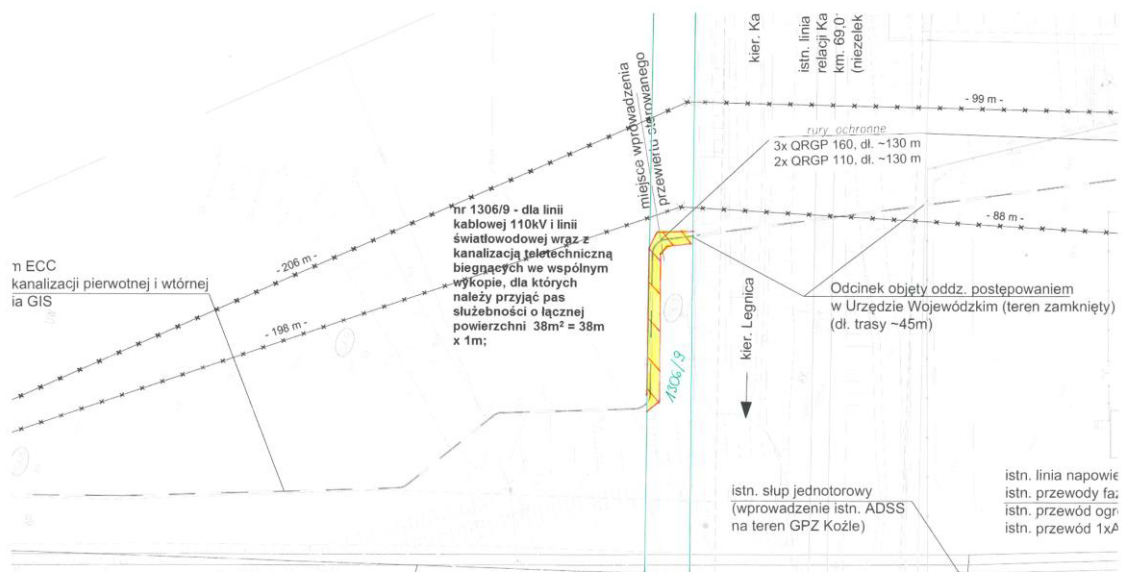 kier. Ka
istn. linia
relacji Ka
km. 69,0
(niezelek
- 99 m -
rury ochronne
3x QRGP 160, dł. ~130 m
2x QRGP 110, dł. ~130 m
miejsce wprowadzenia
przewiertu sterowanego
nr 1306/9 - dla linii
kablowej 110kV i linii
światłowodowej wraz z
kanalizacją teletechniczną
biegnących we wspólnym
wykopie, dla których
należy przyjąć pas
służebności o łącznej
powierzchni 38m² = 38m
x 1m;
- 88 m -
- 206 m -
m ECC
kanalizacji pierwotnej i wtórnej
ia GIS
- 198 m -
Odcinek objęty oddz. postępowaniem
w Urzędzie Wojewódzkim (teren zamknięty)
(dł. trasy ~45m)
kier. Legnica
1306/9
istn. słup jednotorowy
(wprowadzenie istn. ADSS
na teren GPZ Koźle)
istn. linia napowie
istn. przewody faz
istn. przewód ogr
istn. przewód 1xA